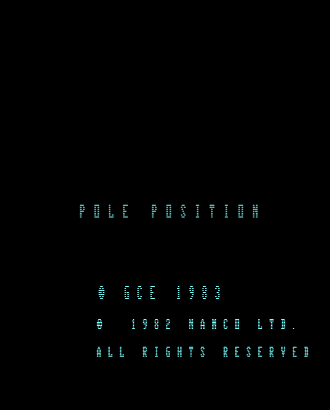 POLE POSITION
© GCE 1983
© 1982 NAMCO LTD.
ALL RIGHTS RESERVED